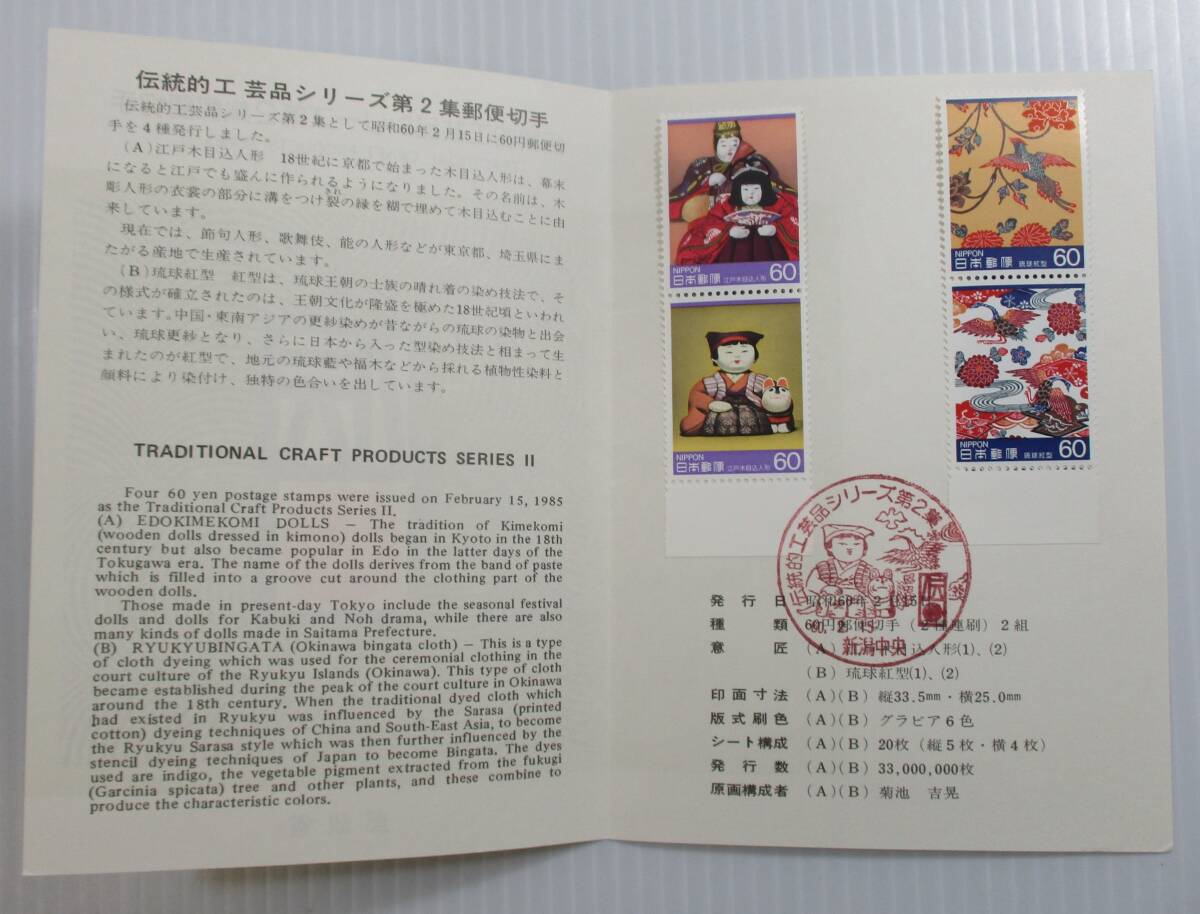 伝統的工芸品シリーズ第2集郵便切手
伝統的工芸品シリーズ第2集として昭和60年2月15日に60円郵便切
手を4種発行しました。
(A)江戸木目込人形 18世紀に京都で始まった木目込人形は、幕末
になると江戸でも盛んに作られるようになりました。その名前は、木
彫人形の衣裳の部分に溝をつけ裂の縁を糊で埋めて木目込むことに由
きれ
来しています。
現在では、節句人形、歌舞伎、能の人形などが東京都、埼玉県にま
たがる産地で生産されています。
(B)琉球紅型 紅型は、琉球王朝の士族の晴れ着の染め技法で、そ
の様式が確立されたのは、王朝文化が隆盛を極めた18世紀頃といわれ
ています。中国・東南アジアの更紗染めが昔ながらの琉球の染物と出会
い、琉球更紗となり、さらに日本から入った型染め技法と相まって生
まれたのが紅型で、地元の琉球藍や福木などから採れる植物性染料と
顔料により染付け、独特の色合いを出しています。
TRADITIONAL CRAFT PRODUCTS SERIES II
Four 60 yen postage stamps were issued on February 15, 1985
as the Traditional Craft Products Series II.
(A) EDOKIMEKOMI DOLLS — The tradition of Kimekomi
(wooden dolls dressed in kimono) dolls began in Kyoto in the 18th
century but also became popular in Edo in the latter days of the
Tokugawa era. The name of the dolls derives from the band of paste
which is filled into a groove cut around the clothing part of the
wooden dolls.
Those made in present-day Tokyo include the seasonal festival
dolls and dolls for Kabuki and Noh drama, while there are also
many kinds of dolls made in Saitama Prefecture.
(B) RYUKYUBINGATA (Okinawa bingata cloth) — This is a type
of cloth dyeing which was used for the ceremonial clothing in the
court culture of the Ryukyu Islands (Okinawa). This type of cloth
became established during the peak of the court culture in Okinawa
around the 18th century. When the traditional dyed cloth which
had existed in Ryukyu was influenced by the Sarasa (printed
cotton) dyeing techniques of China and South-East Asia, to become
the Ryukyu Sarasa style which was then further influenced by the
stencil dyeing techniques of Japan to become Bingata. The dyes
used are indigo, the vegetable pigment extracted from the fukugi
(Garcinia spicata) tree and other plants, and these combine to
produce the characteristic colors.
NIPPON
日本郵便 江戸木目込人形 60
NIPPON
日本郵便 琉球紅型 60
NIPPON
日本郵便 江戸木目込人形 60
NIPPON
日本郵便 琉球紅型 60
伝統的工芸品シリーズ第2集
伝
60.2.15
新潟中央
発行日 昭和60年2月15日
種類 60円郵便切手(2種連刷)2組
意匠 (A)江戸木目込人形(1)、(2)
(B)琉球紅型(1)、(2)
印面寸法 (A)(B)縦33.5mm・横25.0mm
版式刷色 (A)(B)グラビア6色
シート構成 (A)(B)20枚(縦5枚・横4枚)
発行数 (A)(B)33,000,000枚
原画構成者 (A)(B)菊池 吉晃